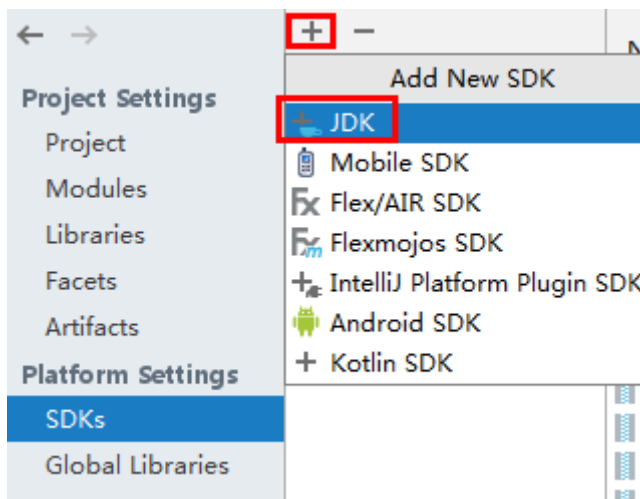 Project Settings
Project
Modules
Libraries
Facets
Artifacts
Platform Settings
SDKs
Global Libraries
Add New SDK
JDK
Mobile SDK
Flex/AIR SDK
Flexmojos SDK
IntelliJ Platform Plugin SDK
Android SDK
Kotlin SDK